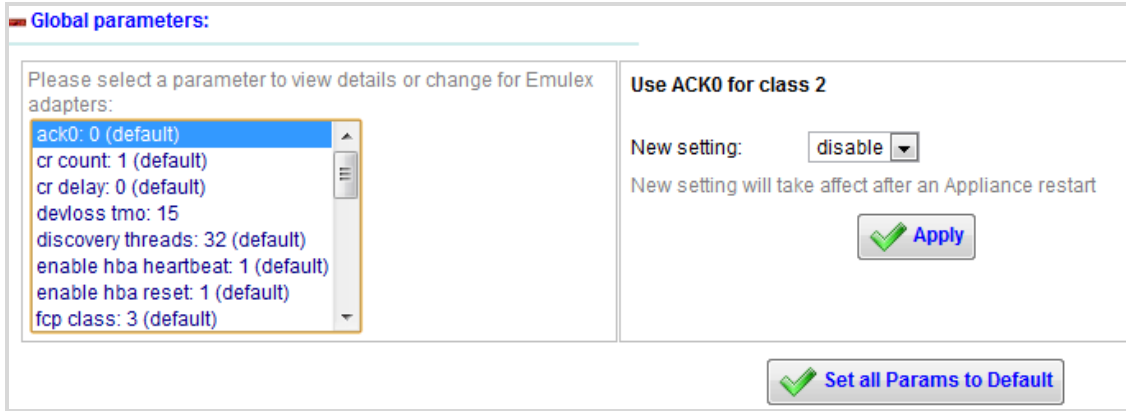 Global parameters:
Please select a parameter to view details or change for Emulex
adapters:
ack0: 0 (default)
cr count: 1 (default)
cr delay: 0 (default)
devloss tmo: 15
discovery threads: 32 (default)
enable hba heartbeat: 1 (default)
enable hba reset: 1 (default)
fcp class: 3 (default)
Use ACK0 for class 2
New setting: disable
New setting will take affect after an Appliance restart
Apply
Set all Params to Default